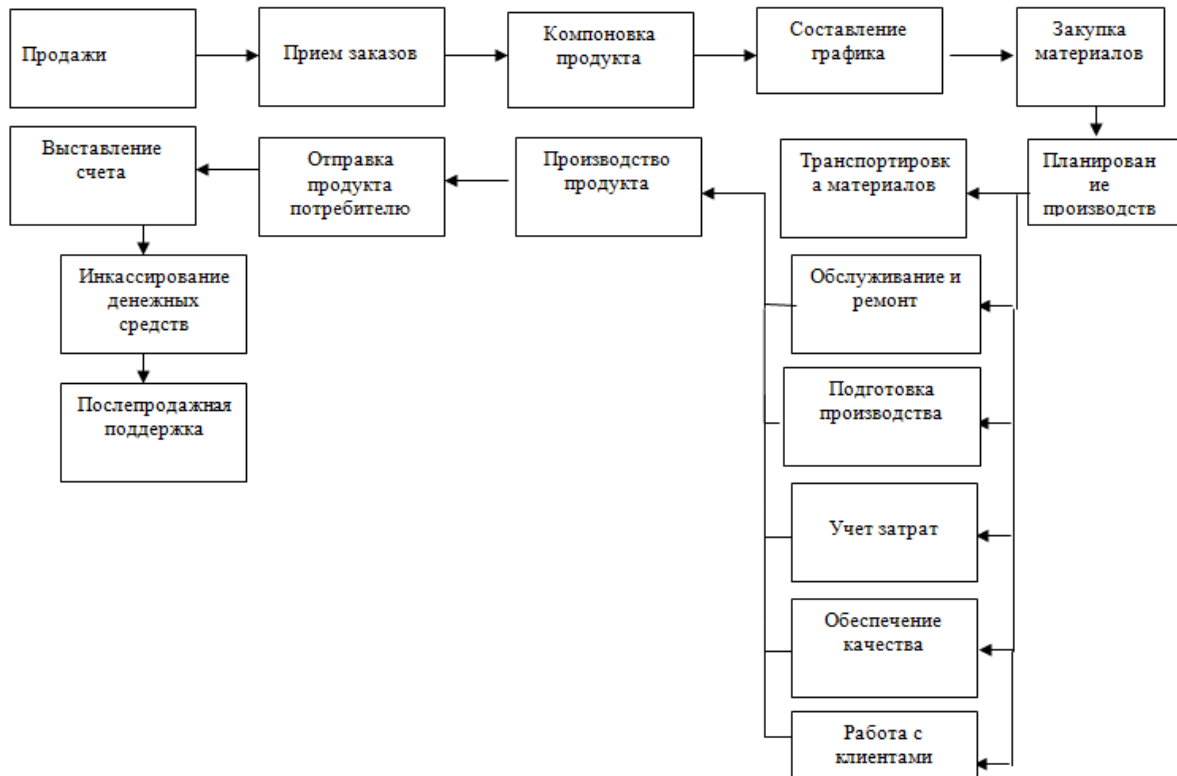 Продажи
Прием заказов
Компоновка
продукта
Составление
графика
Закупка
материалов
Выставление
счета
Отправка
продукта
потребителю
Производство
продукта
Транспортировк
а материалов
Планирован
ие
производств
Инкассирование
денежных
средств
Обслуживание и
ремонт
Послепродажная
поддержка
Подготовка
производства
Учет затрат
Обеспечение
качества
Работа с
клиентами